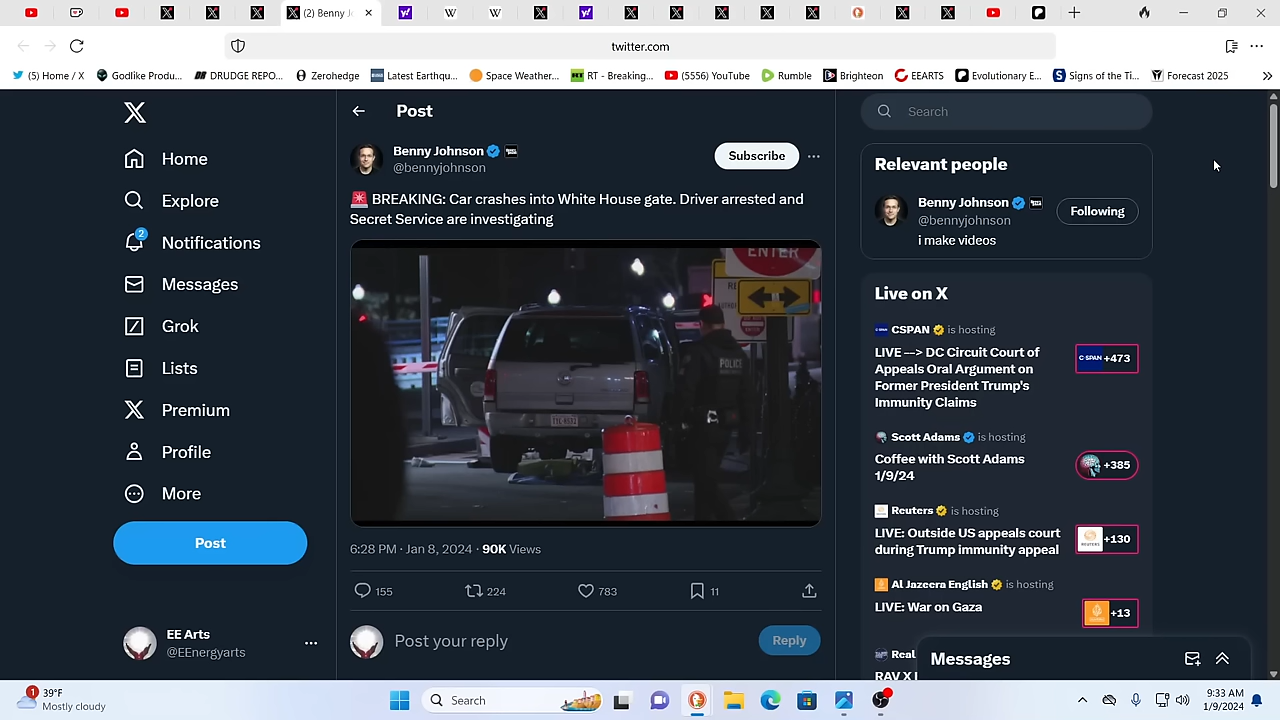 (2) Benny Jo
twitter.com
(5) Home / X
Godlike Produ...
DRUDGE REPO...
Zerohedge
Latest Earthqu...
Space Weather...
RT - Breaking...
(5556) YouTube
Rumble
Brighteon
EEARTS
Evolutionary E...
Signs of the Ti...
Forecast 2025
Home
Explore
2
Notifications
Messages
Grok
Lists
Premium
Profile
More
Post
EE Arts
@EEnergyarts
Post
Benny Johnson
@bennyjohnson
Subscribe
BREAKING: Car crashes into White House gate. Driver arrested and
Secret Service are investigating
ENTER
POLICE
6:28 PM · Jan 8, 2024 · 90K Views
155
224
783
11
Post your reply
Reply
Search
Relevant people
Benny Johnson
@bennyjohnson
Following
i make videos
Live on X
CSPAN is hosting
LIVE —> DC Circuit Court of
Appeals Oral Argument on
Former President Trump's
Immunity Claims
C-SPAN +473
Scott Adams is hosting
Coffee with Scott Adams
1/9/24
+385
Reuters is hosting
LIVE: Outside US appeals court
during Trump immunity appeal
REUTERS +130
Al Jazeera English is hosting
LIVE: War on Gaza
+13
Real
Messages
1
39°F
Mostly cloudy
Search
9:33 AM
1/9/2024